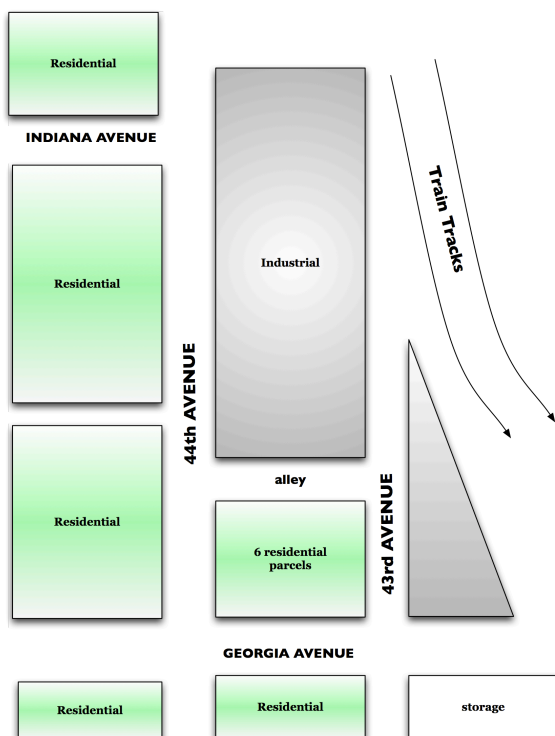 Residential
INDIANA AVENUE
Train Tracks
Industrial
Residential
44th AVENUE
alley
43rd AVENUE
Residential
6 residential
parcels
GEORGIA AVENUE
Residential
Residential
storage